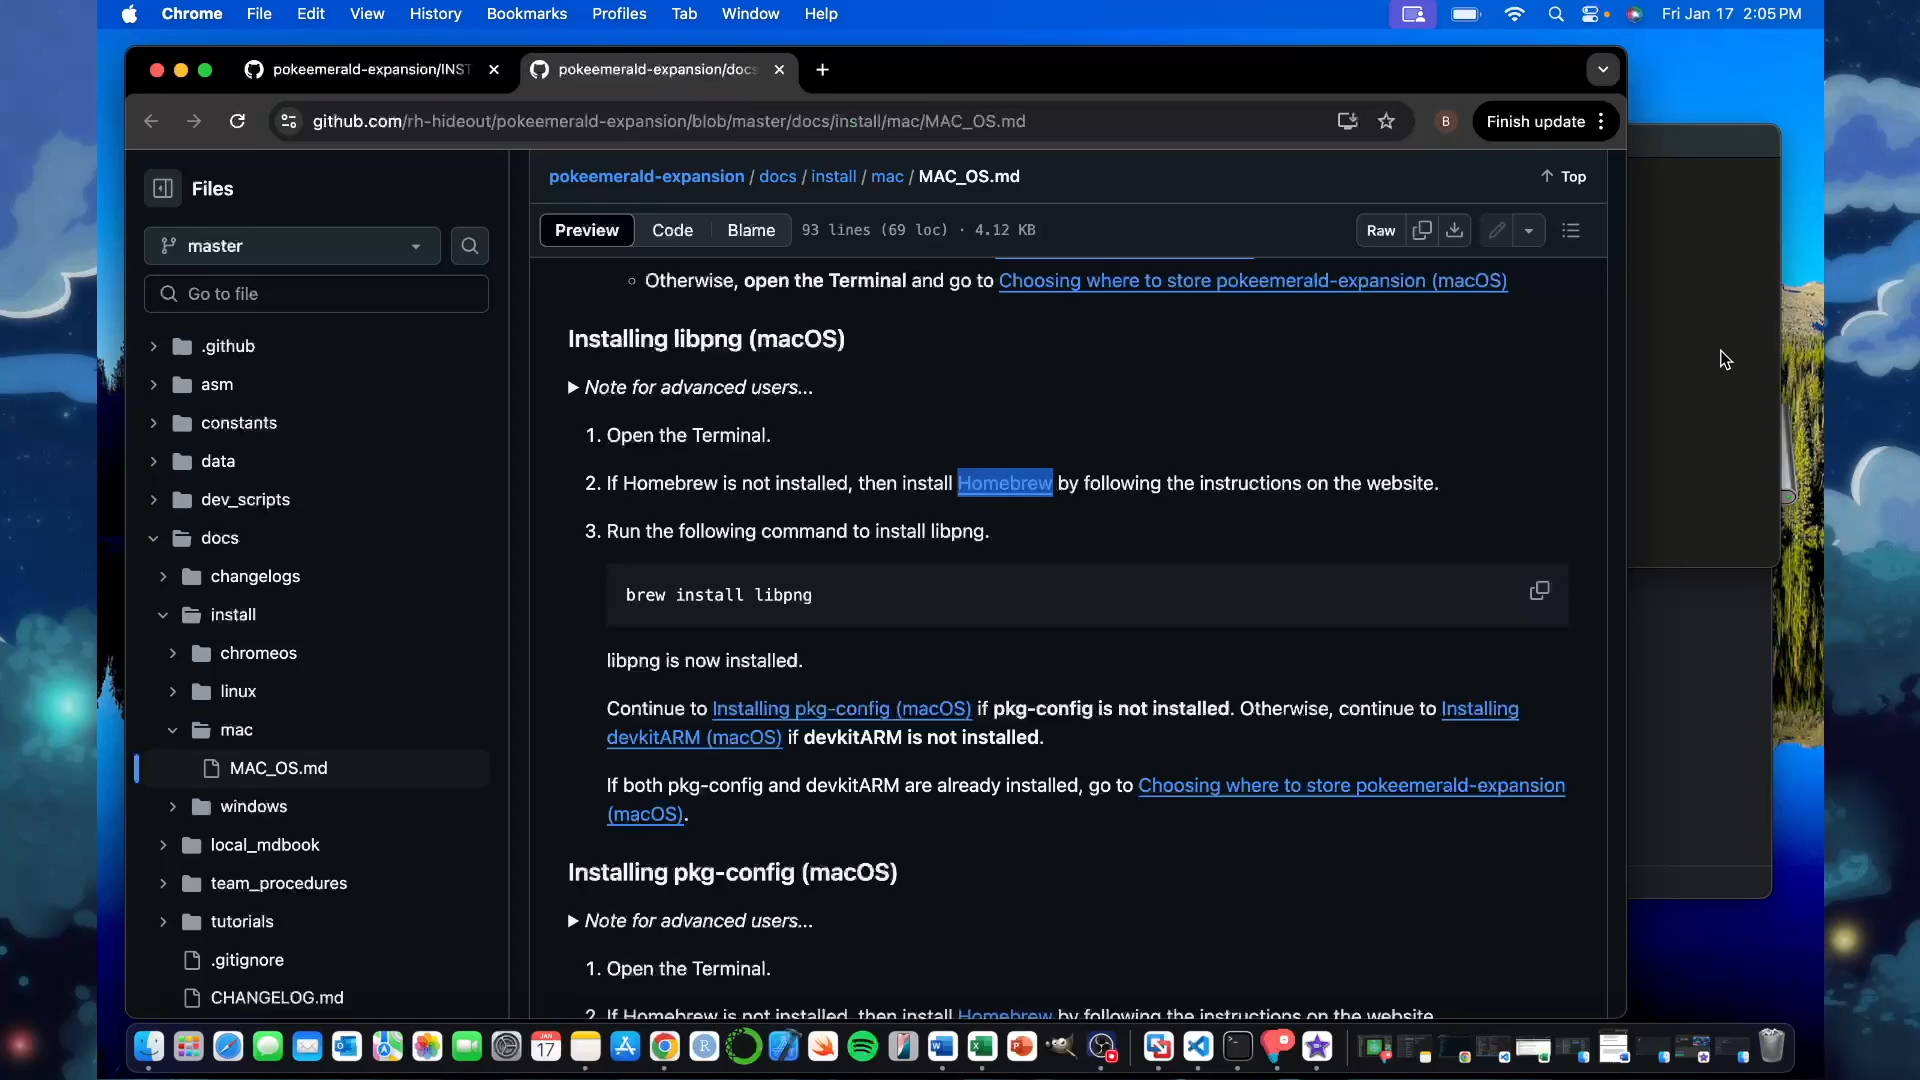 Chrome File Edit View History Bookmarks Profiles Tab Window Help Fri Jan 17 2:05 PM
pokeemerald-expansion/INST
pokeemerald-expansion/docs
github.com/rh-hideout/pokeemerald-expansion/blob/master/docs/install/mac/MAC_OS.md
B
Finish update
Files
master
Go to file
.github
asm
constants
data
dev_scripts
docs
changelogs
install
chromeos
linux
mac
MAC_OS.md
windows
local_mdbook
team_procedures
tutorials
.gitignore
CHANGELOG.md
pokeemerald-expansion / docs / install / mac / MAC_OS.md
Top
Preview Code Blame 93 lines (69 loc) · 4.12 KB
Raw
Otherwise, open the Terminal and go to Choosing where to store pokeemerald-expansion (macOS)
Installing libpng (macOS)
Note for advanced users...
1. Open the Terminal.
2. If Homebrew is not installed, then install Homebrew by following the instructions on the website.
3. Run the following command to install libpng.
brew install libpng
libpng is now installed.
Continue to Installing pkg-config (macOS) if pkg-config is not installed. Otherwise, continue to Installing
devkitARM (macOS) if devkitARM is not installed.
If both pkg-config and devkitARM are already installed, go to Choosing where to store pokeemerald-expansion
(macOS).
Installing pkg-config (macOS)
Note for advanced users...
1. Open the Terminal.
2. If Homebrew is not installed, then install Homebrew by following the instructions on the website.
JAN
17